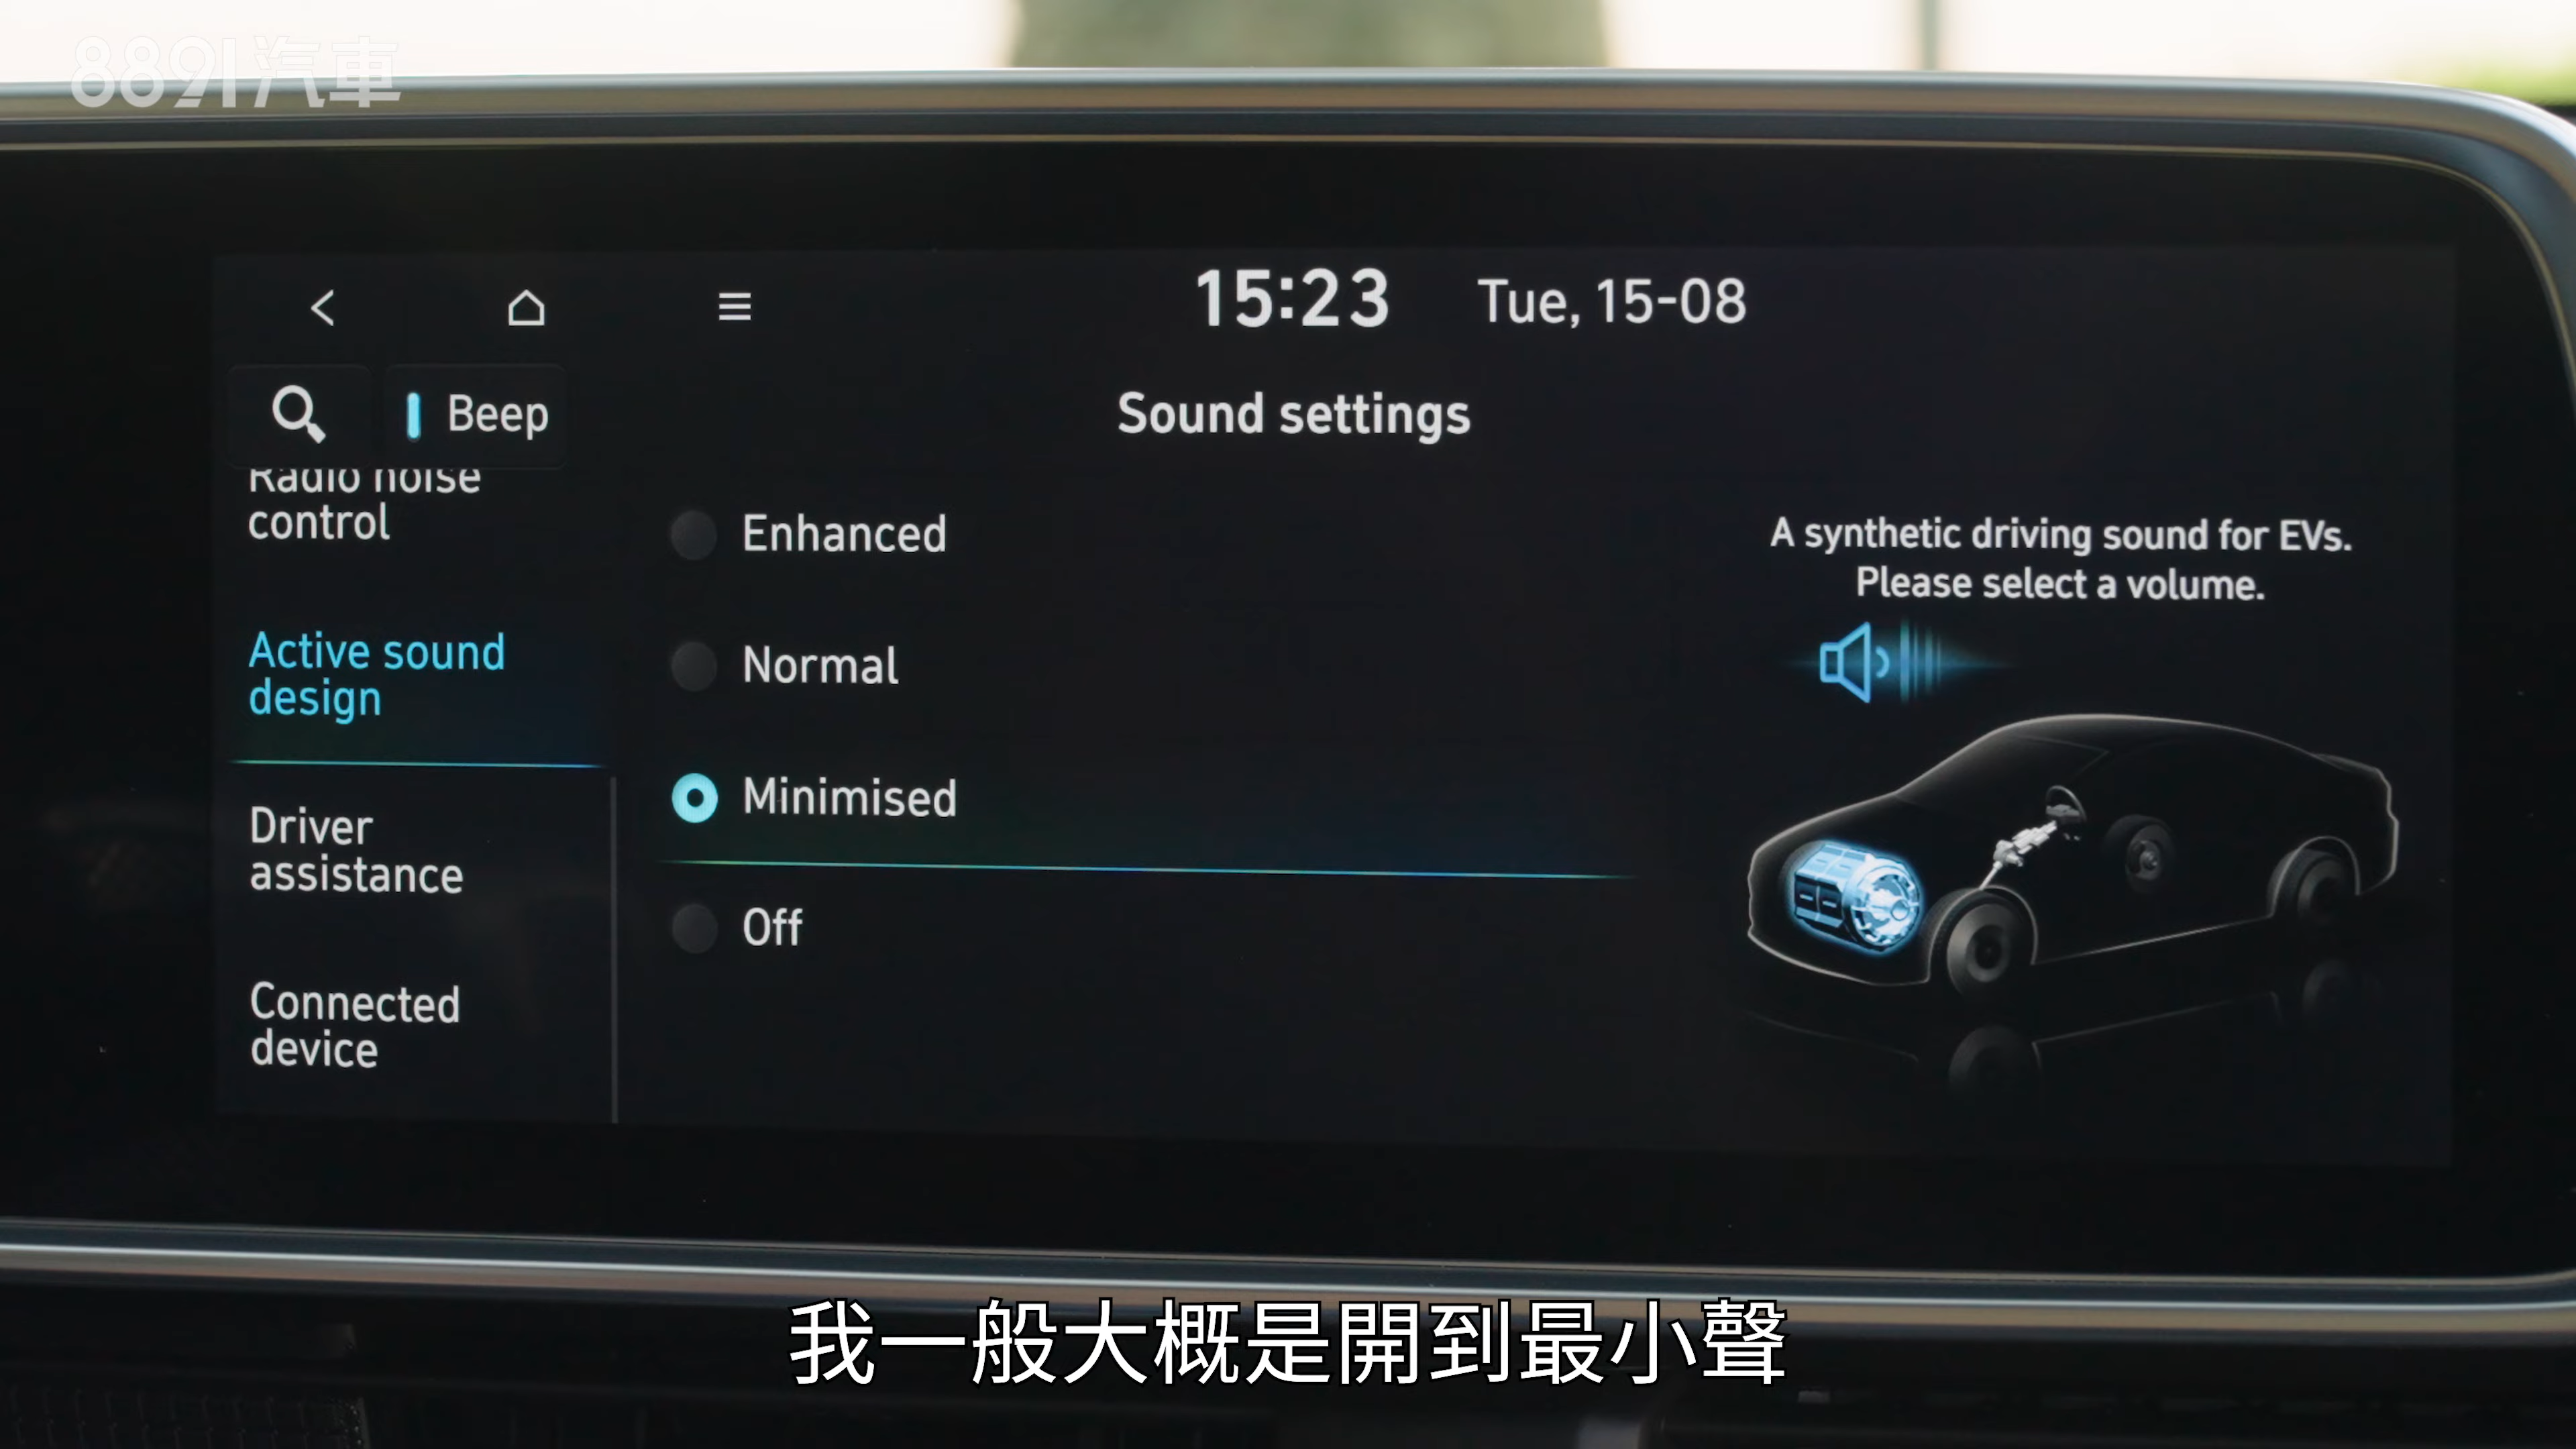 8891汽車
15:23 Tue, 15-08
Beep
Sound settings
Radio noise
control
Active sound
design
Driver
assistance
Connected
device
Enhanced
Normal
Minimised
Off
A synthetic driving sound for EVs.
Please select a volume.
我一般大概是開到最小聲